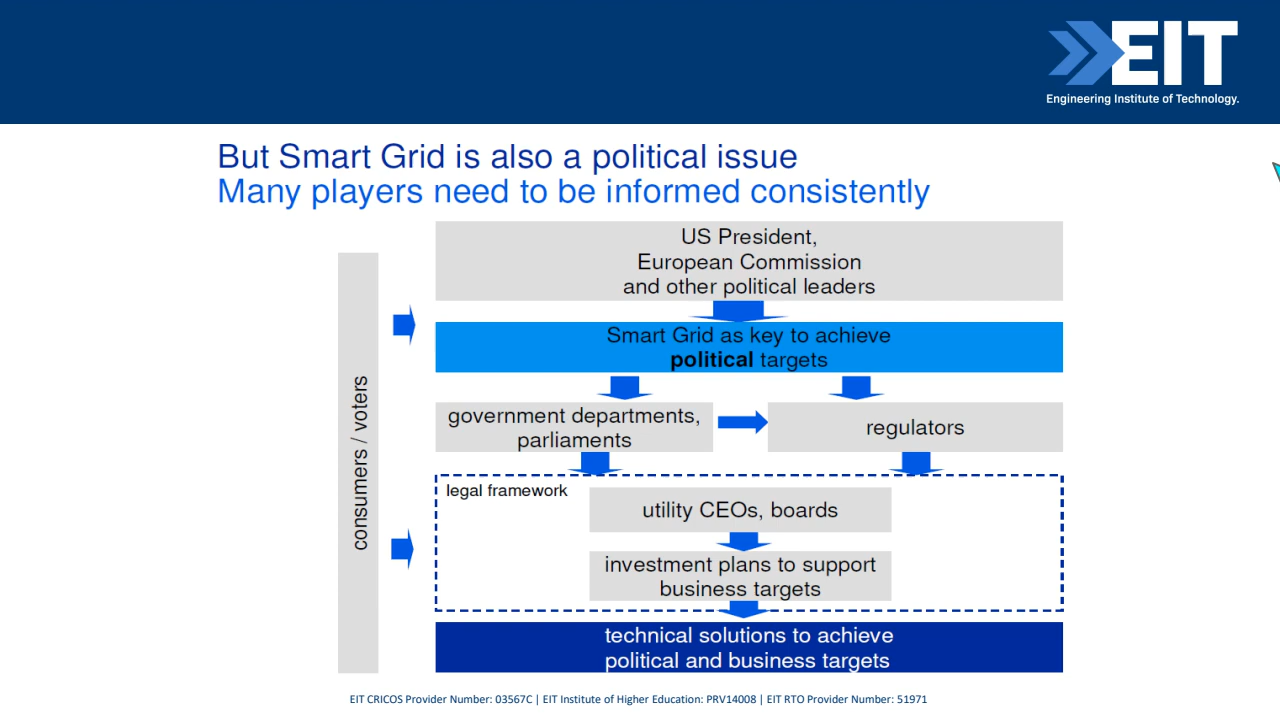 EIT
Engineering Institute of Technology.
But Smart Grid is also a political issue
Many players need to be informed consistently
consumers / voters
US President,
European Commission
and other political leaders
Smart Grid as key to achieve
political targets
government departments,
parliaments
regulators
legal framework
utility CEOs, boards
investment plans to support
business targets
technical solutions to achieve
political and business targets
EIT CRICOS Provider Number: 03567C | EIT Institute of Higher Education: PRV14008 | EIT RTO Provider Number: 51971